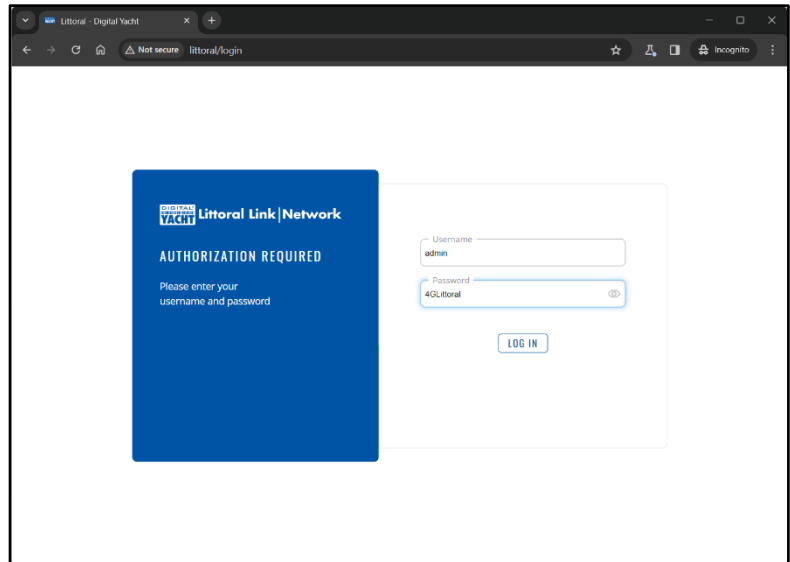 Littoral - Digital Yacht
Not secure littoral/login
Incognito
DIGITAL YACHT Littoral Link|Network
AUTHORIZATION REQUIRED
Please enter your
username and password
Username
admin
Password
4GLittoral
LOG IN